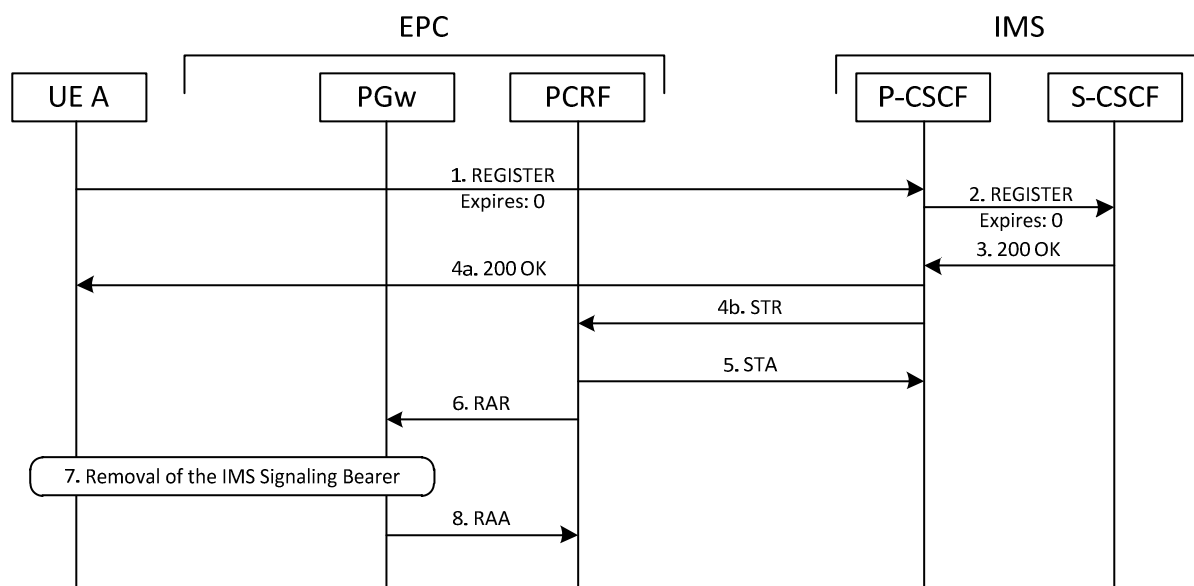 EPC
IMS
UE A
PGw
PCRF
P-CSCF
S-CSCF
1. REGISTER
Expires: 0
2. REGISTER
Expires: 0
3. 200 OK
4a. 200 OK
4b. STR
5. STA
6. RAR
7. Removal of the IMS Signaling Bearer
8. RAA